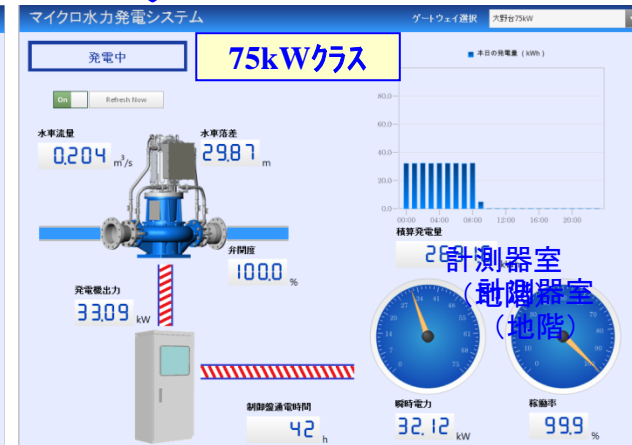 マイクロ水力発電システム
ゲートウェイ選択 大野台75kW
発電中
75kWクラス
本日の発電量 (kWh)
On Refresh Now
水車流量
0.204 m³/s
水車落差
29.87 m
弁開度
100.0 %
発電機出力
33.09 kW
80.0
60.0
40.0
20.0
0.0
00:00 04:00 08:00 12:00 16:00 20:00
積算発電量
計測器室
(地階)
計測器室
(地階)
制御盤通電時間
42 h
瞬時電力
32.12 kW
稼働率
99.9 %